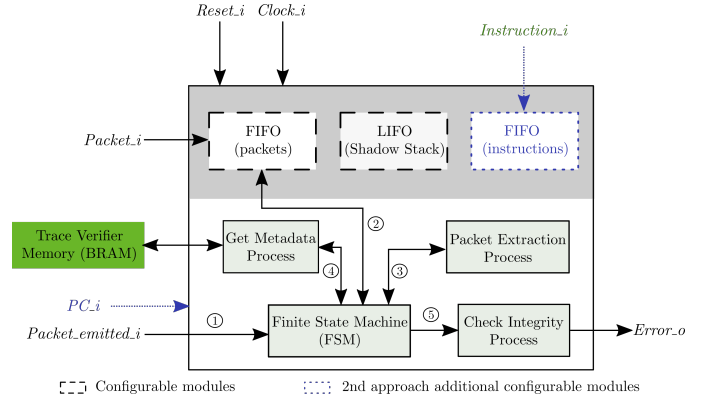 Reset_i Clock_i
Instruction_i
Packet_i
FIFO
(packets)
LIFO
(Shadow Stack)
FIFO
(instructions)
②
Trace Verifier
Memory (BRAM)
Get Metadata
Process
Packet Extraction
Process
④
③
PC_i
①
Packet_emitted_i
Finite State Machine
(FSM)
⑤
Check Integrity
Process
Error_o
Configurable modules
2nd approach additional configurable modules